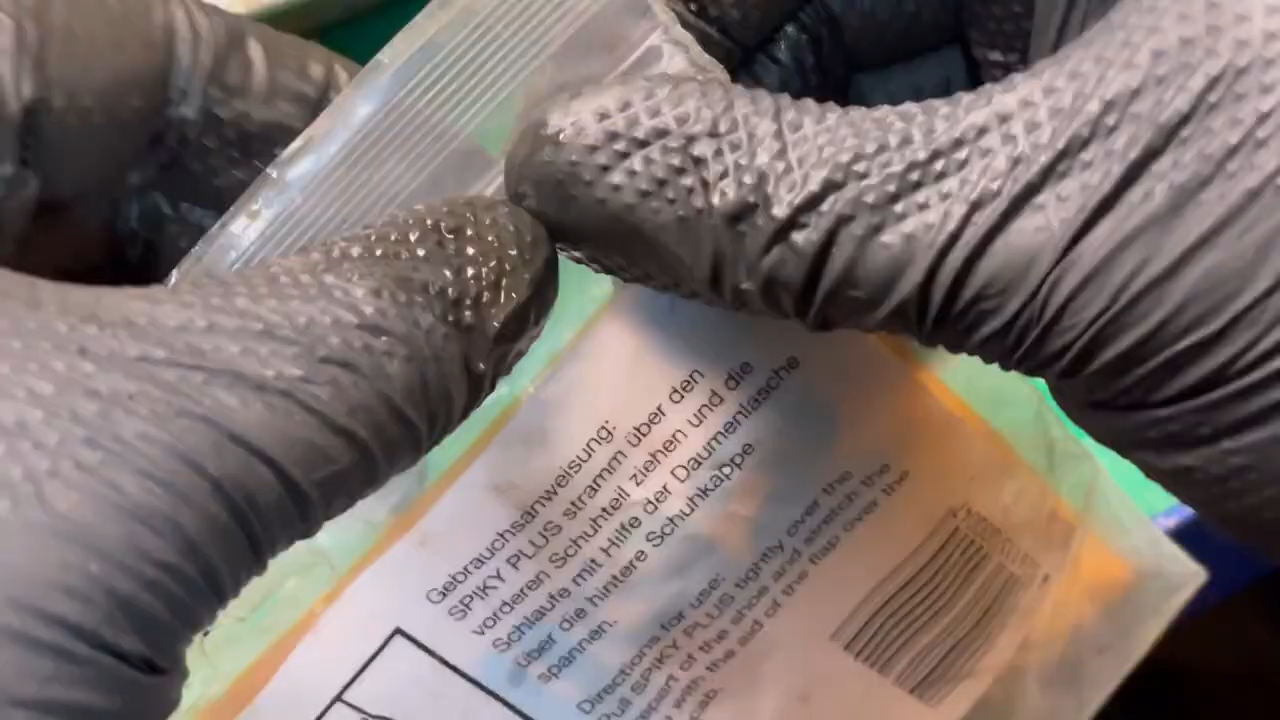 Gebrauchsanweisung:
SPIKY PLUS stramm über den
vorderen Schuhteil ziehen und die
Schlaufe mit Hilfe der Daumenlasche
über die hintere Schuhkappe
spannen.
Directions for use:
Pull SPIKY PLUS tightly over the
part of the shoe and stretch the
with the aid of the flap over the